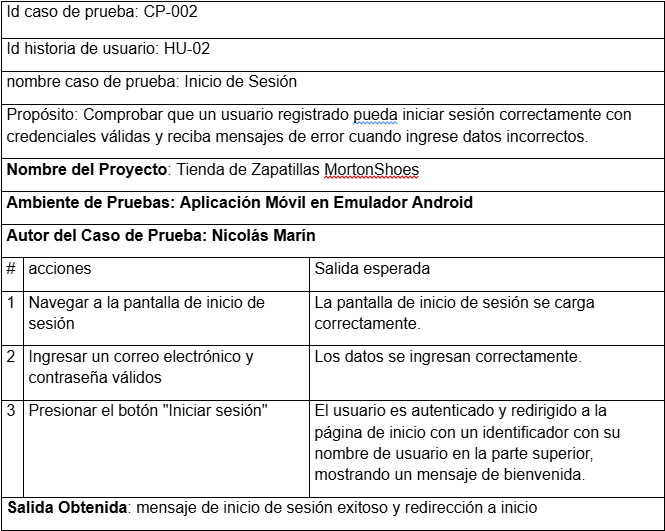 Id caso de prueba: CP-002
Id historia de usuario: HU-02
nombre caso de prueba: Inicio de Sesión
Propósito: Comprobar que un usuario registrado pueda iniciar sesión correctamente con
credenciales válidas y reciba mensajes de error cuando ingrese datos incorrectos.
Nombre del Proyecto: Tienda de Zapatillas MortonShoes
Ambiente de Pruebas: Aplicación Móvil en Emulador Android
Autor del Caso de Prueba: Nicolás Marín
# acciones Salida esperada
1 Navegar a la pantalla de inicio de
sesión
La pantalla de inicio de sesión se carga
correctamente.
2 Ingresar un correo electrónico y
contraseña válidos
Los datos se ingresan correctamente.
3 Presionar el botón "Iniciar sesión"
El usuario es autenticado y redirigido a la
página de inicio con un identificador con su
nombre de usuario en la parte superior,
mostrando un mensaje de bienvenida.
Salida Obtenida: mensaje de inicio de sesión exitoso y redirección a inicio